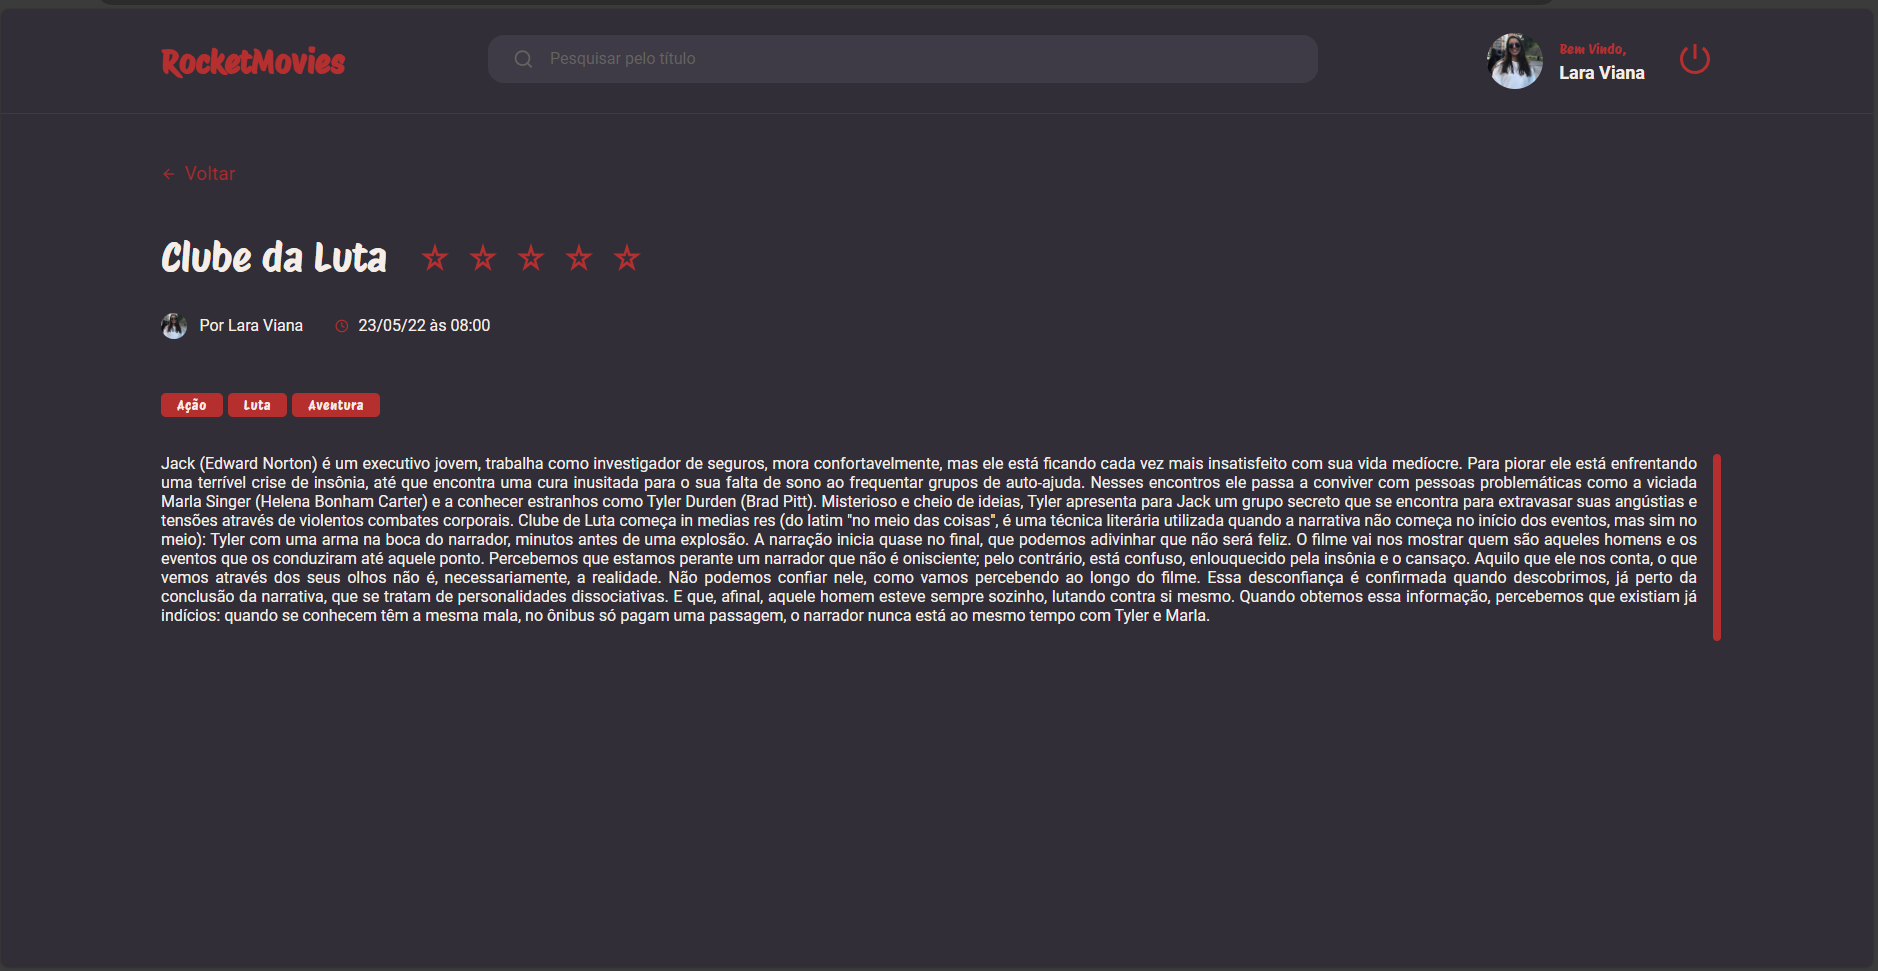 RocketMovies
Pesquisar pelo título
Bem Vindo,
Lara Viana
Voltar
Clube da Luta
Por Lara Viana
23/05/22 às 08:00
Ação
Luta
Aventura
Jack (Edward Norton) é um executivo jovem, trabalha como investigador de seguros, mora confortavelmente, mas ele está ficando cada vez mais insatisfeito com sua vida medíocre. Para piorar ele está enfrentando
uma terrível crise de insônia, até que encontra uma cura inusitada para o sua falta de sono ao frequentar grupos de auto-ajuda. Nesses encontros ele passa a conviver com pessoas problemáticas como a viciada
Marla Singer (Helena Bonham Carter) e a conhecer estranhos como Tyler Durden (Brad Pitt). Misterioso e cheio de ideias, Tyler apresenta para Jack um grupo secreto que se encontra para extravasar suas angústias e
tensões através de violentos combates corporais. Clube de Luta começa in medias res (do latim "no meio das coisas", é uma técnica literária utilizada quando a narrativa não começa no início dos eventos, mas sim no
meio): Tyler com uma arma na boca do narrador, minutos antes de uma explosão. A narração inicia quase no final, que podemos adivinhar que não será feliz. O filme vai nos mostrar quem são aqueles homens e os
eventos que os conduziram até aquele ponto. Percebemos que estamos perante um narrador que não é onisciente; pelo contrário, está confuso, enlouquecido pela insônia e o cansaço. Aquilo que ele nos conta, o que
vemos através dos seus olhos não é, necessariamente, a realidade. Não podemos confiar nele, como vamos percebendo ao longo do filme. Essa desconfiança é confirmada quando descobrimos, já perto da
conclusão da narrativa, que se tratam de personalidades dissociativas. E que, afinal, aquele homem esteve sempre sozinho, lutando contra si mesmo. Quando obtemos essa informação, percebemos que existiam já
indícios: quando se conhecem têm a mesma mala, no ônibus só pagam uma passagem, o narrador nunca está ao mesmo tempo com Tyler e Marla.